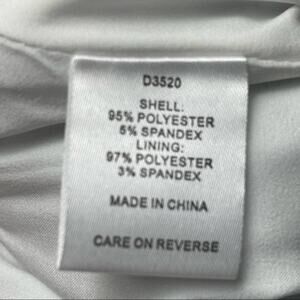 D3520
SHELL:
95% POLYESTER
5% SPANDEX
LINING:
97% POLYESTER
3% SPANDEX
MADE IN CHINA
CARE ON REVERSE